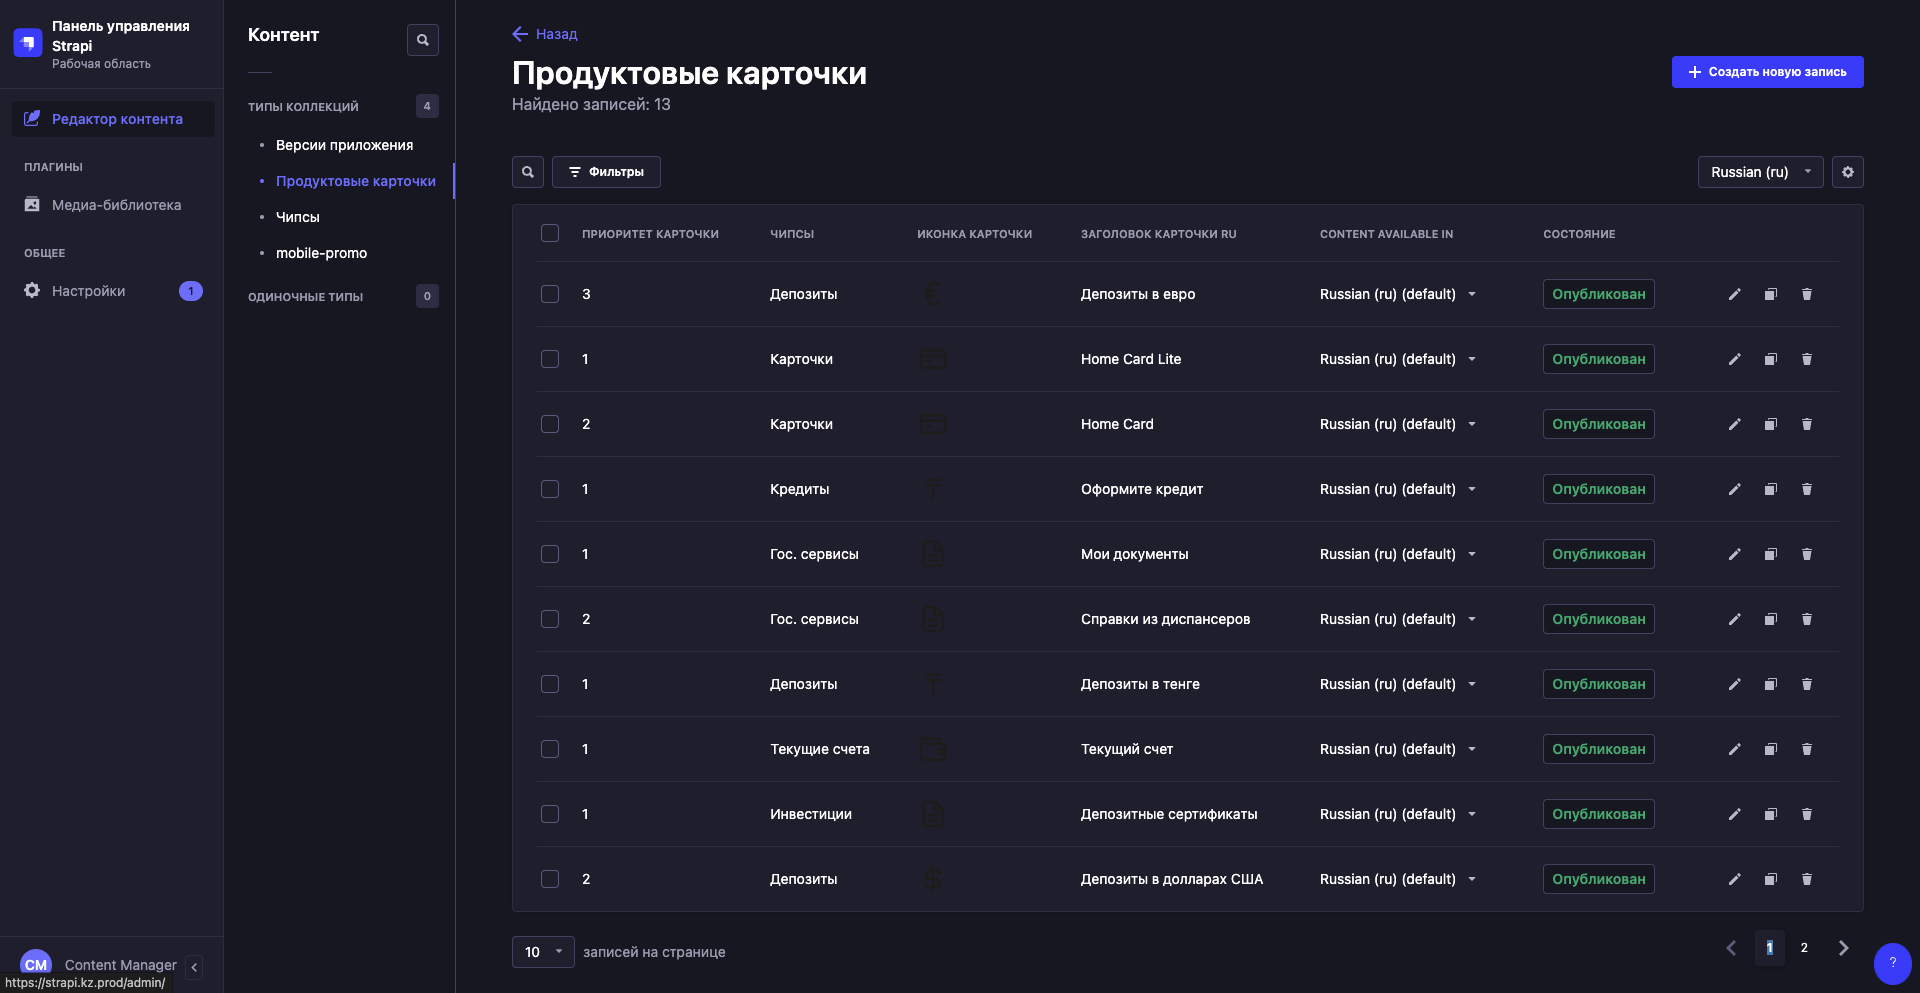 Панель управления
Strapi
Рабочая область
Редактор контента
ПЛАГИНЫ
Медиа-библиотека
ОБЩЕЕ
Настройки
1
CM
Content Manager
https://strapi.kz.prod/admin/
Контент
ТИПЫ КОЛЛЕКЦИЙ
4
Версии приложения
Продуктовые карточки
Чипсы
mobile-promo
ОДИНОЧНЫЕ ТИПЫ
0
Назад
Продуктовые карточки
Найдено записей: 13
Создать новую запись
Фильтры
Russian (ru)
ПРИОРИТЕТ КАРТОЧКИ ЧИПСЫ ИКОНКА КАРТОЧКИ ЗАГОЛОВОК КАРТОЧКИ RU CONTENT AVAILABLE IN СОСТОЯНИЕ
3 Депозиты € Депозиты в евро Russian (ru) (default) Опубликован
1 Карточки Home Card Lite Russian (ru) (default) Опубликован
2 Карточки Home Card Russian (ru) (default) Опубликован
1 Кредиты ₸ Оформите кредит Russian (ru) (default) Опубликован
1 Гос. сервисы Мои документы Russian (ru) (default) Опубликован
2 Гос. сервисы Справки из диспансеров Russian (ru) (default) Опубликован
1 Депозиты ₸ Депозиты в тенге Russian (ru) (default) Опубликован
1 Текущие счета Текущий счет Russian (ru) (default) Опубликован
1 Инвестиции Депозитные сертификаты Russian (ru) (default) Опубликован
2 Депозиты $ Депозиты в долларах США Russian (ru) (default) Опубликован
10 записей на странице
1 2
?